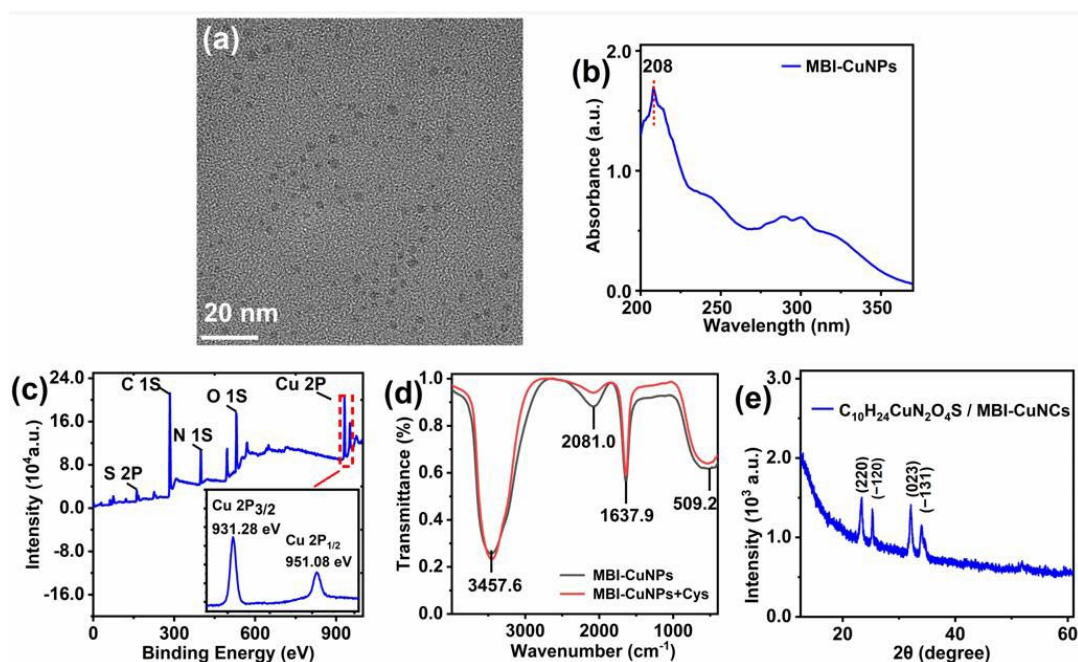 (a)
20 nm
(b)
2.0
1.0
0.0
208
MBI-CuNPs
Absorbance (a.u.)
200 250 300 350
Wavelength (nm)
(c)
24.0
16.0
8.0
0.0
-8.0
-16.0
Intensity (10⁴a.u.)
C 1S
Cu 2P
O 1S
N 1S
S 2P
Cu 2P3/2
931.28 eV
Cu 2P1/2
951.08 eV
0 300 600 900
Binding Energy (eV)
(d)
1.0
0.8
0.6
0.4
0.2
0.0
Transmittance (%)
2081.0
509.2
1637.9
3457.6
MBI-CuNPs
MBI-CuNPs+Cys
4000 3000 2000 1000
Wavenumber (cm⁻¹)
(e)
3.0
2.0
1.0
0.0
Intensity (10³ a.u.)
C₁₀H₂₄CuN₂O₄S / MBI-CuNCs
(220)
(−120)
(023)
(−131)
20 40 60
2θ (degree)